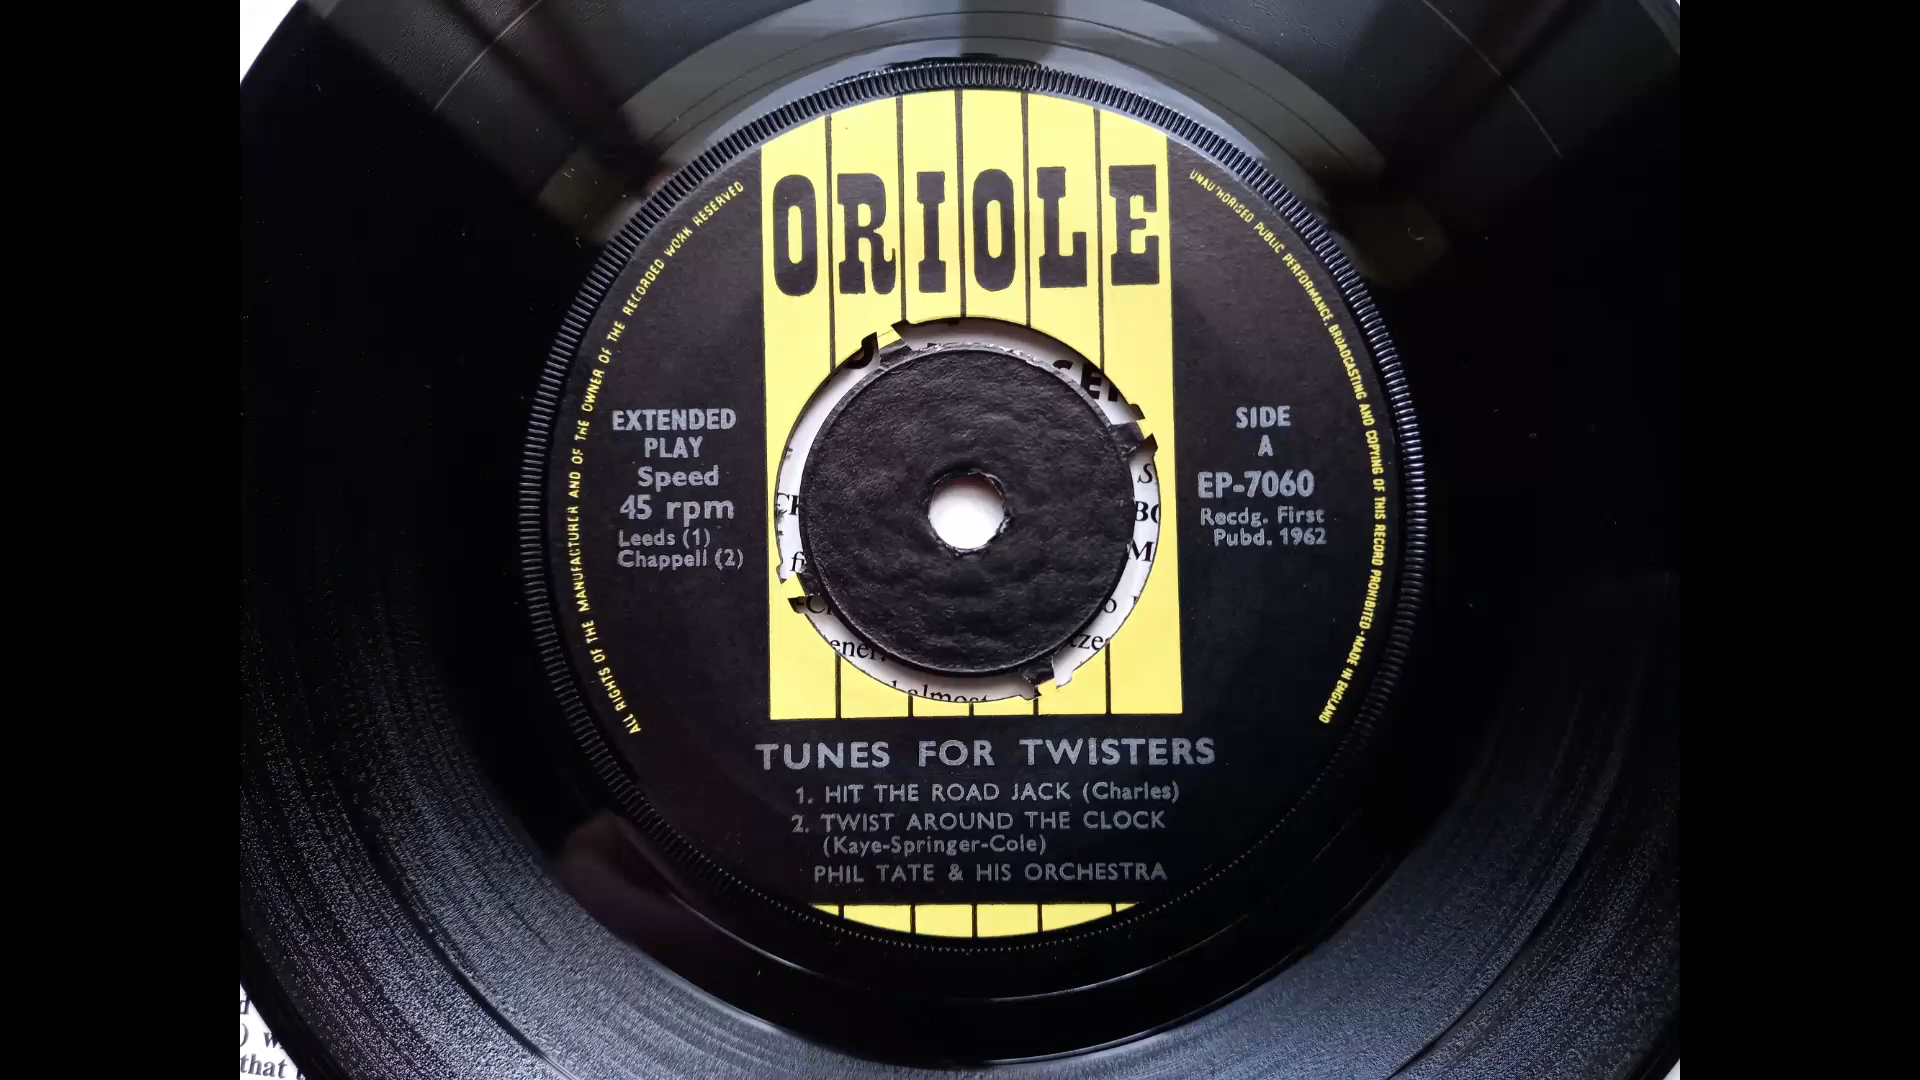 ORIOLE
ALL RIGHTS OF THE MANUFACTURER AND OF THE OWNER OF THE RECORDED WORK RESERVED
UNAUTHORISED PUBLIC PERFORMANCE, BROADCASTING AND COPYING OF THIS RECORD PROHIBITED - MADE IN ENGLAND
EXTENDED
PLAY
Speed
45 rpm
Leeds (1)
Chappell (2)
SIDE
A
EP-7060
Recdg. First
Pubd. 1962
TUNES FOR TWISTERS
1. HIT THE ROAD JACK (Charles)
2. TWIST AROUND THE CLOCK
(Kaye-Springer-Cole)
PHIL TATE & HIS ORCHESTRA
almost
that